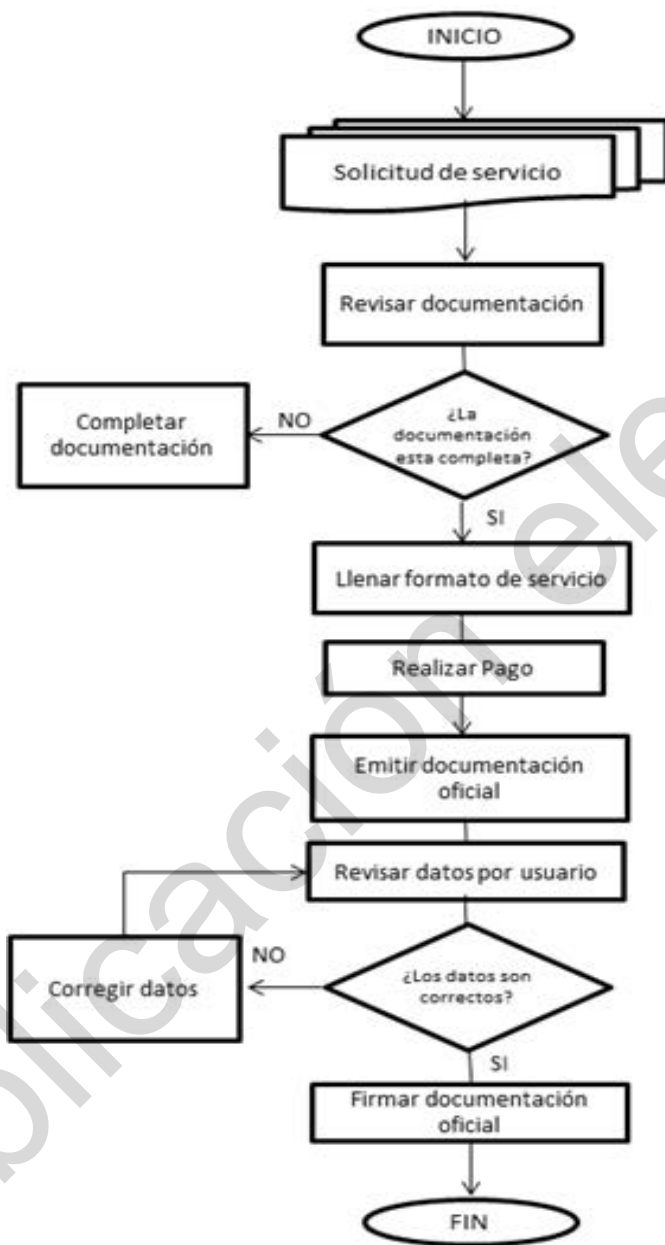 INICIO
Solicitud de servicio
Revisar documentación
¿La
documentación
esta completa?
NO
Completar
documentación
SI
Llenar formato de servicio
Realizar Pago
Emitir documentación
oficial
Revisar datos por usuario
¿Los datos son
correctos?
NO
Corregir datos
SI
Firmar documentación
oficial
FIN